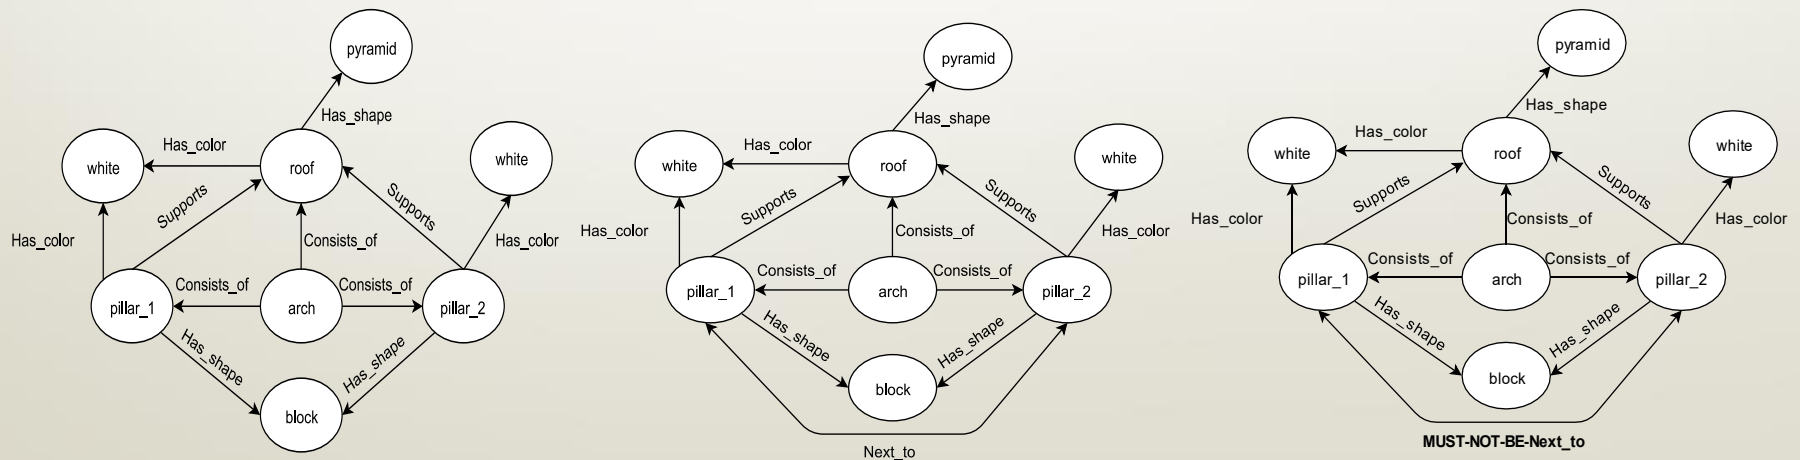 pyramid
Has_shape
Has_color
white
roof
white
Supports
Supports
Has_color
Consists_of
Has_color
Consists_of
Consists_of
pillar_1
arch
pillar_2
Has_shape
Has_shape
block
pyramid
Has_shape
Has_color
white
roof
white
Supports
Supports
Has_color
Consists_of
Has_color
Consists_of
Consists_of
pillar_1
arch
pillar_2
Has_shape
Has_shape
block
Next_to
pyramid
Has_shape
Has_color
white
roof
white
Supports
Supports
Has_color
Consists_of
Has_color
Consists_of
Consists_of
pillar_1
arch
pillar_2
Has_shape
Has_shape
block
MUST-NOT-BE-Next_to